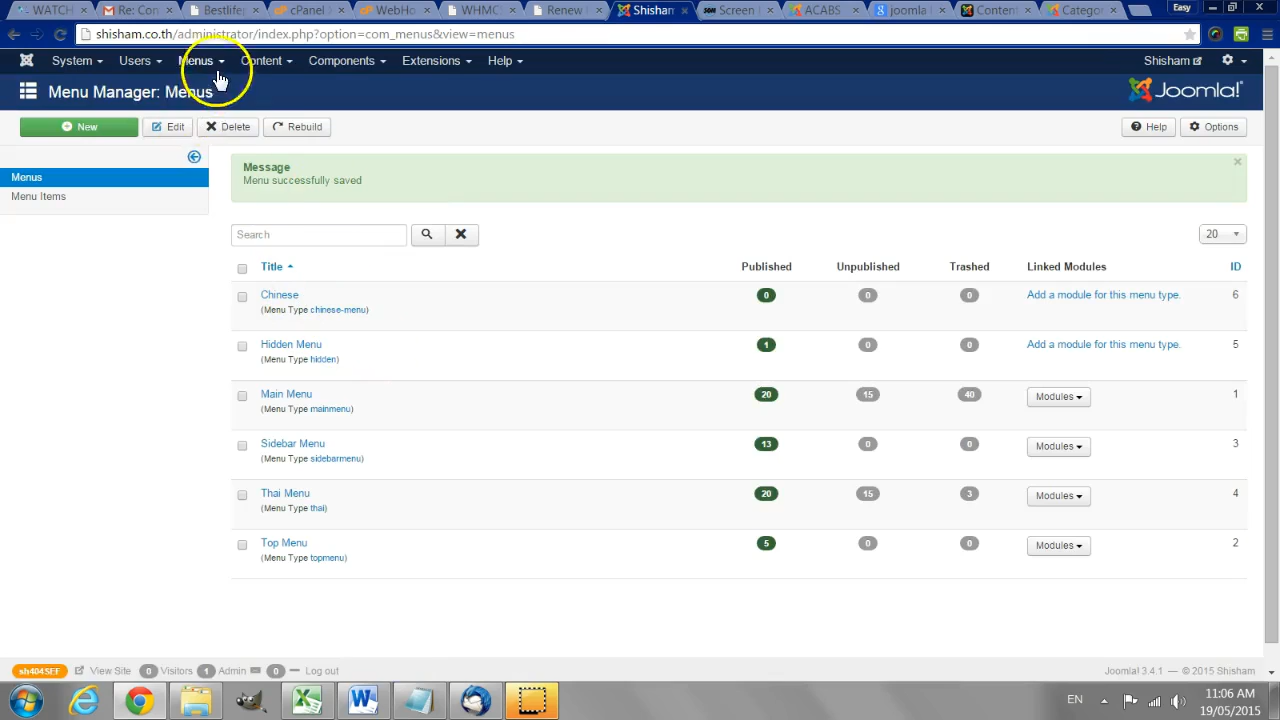 WATCH
Re: Con
Bestlifep
cPanel X
WebHo
WHMC
Renew I
Shisham
Screen
ACABS
joomla l
Content
Categor
Easy
shisham.co.th/administrator/index.php?option=com_menus&view=menus
System Users Menus Content Components Extensions Help Shisham
Menu Manager: Menus Joomla!
New Edit Delete Rebuild Help Options
Menus
Menu Items
Message
Menu successfully saved
Search 20
Title Published Unpublished Trashed Linked Modules ID
Chinese 0 0 0 Add a module for this menu type. 6
(Menu Type chinese-menu)
Hidden Menu 1 0 0 Add a module for this menu type. 5
(Menu Type hidden)
Main Menu 20 15 40 Modules 1
(Menu Type mainmenu)
Sidebar Menu 13 0 0 Modules 3
(Menu Type sidebarmenu)
Thai Menu 20 15 3 Modules 4
(Menu Type thai)
Top Menu 5 0 0 Modules 2
(Menu Type topmenu)
sh404SEF View Site 0 Visitors 1 Admin 0 Log out Joomla! 3.4.1 — © 2015 Shisham
EN 11:06 AM
19/05/2015